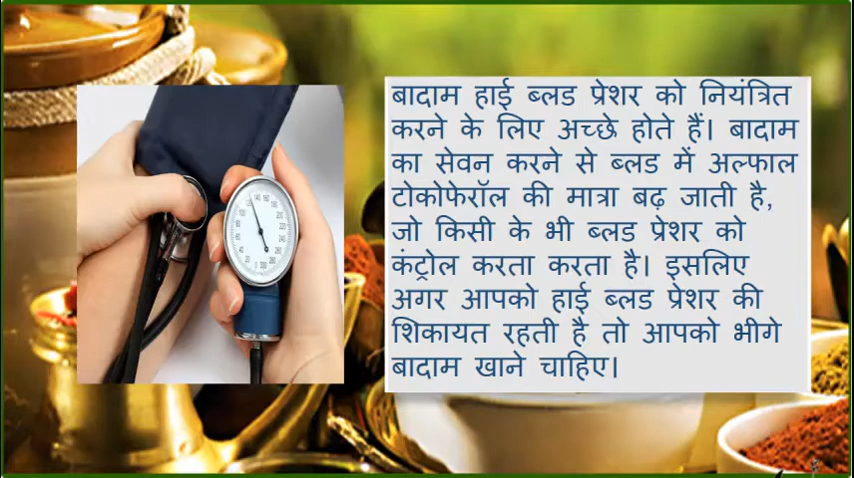 बादाम हाई ब्लड प्रेशर को नियंत्रित
करने के लिए अच्छे होते हैं। बादाम
का सेवन करने से ब्लड में अल्फाल
टोकोफेरॉल की मात्रा बढ़ जाती है,
जो किसी के भी ब्लड प्रेशर को
कंट्रोल करता करता है। इसलिए
अगर आपको हाई ब्लड प्रेशर की
शिकायत रहती है तो आपको भीगे
बादाम खाने चाहिए।